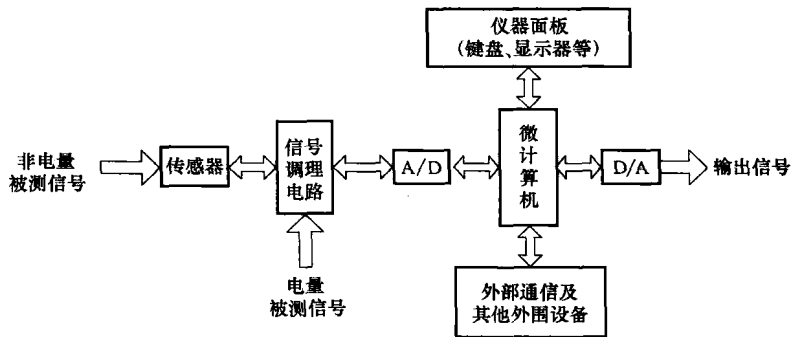 仪器面板
(键盘、显示器等)
非电量
被测信号
传感器
信号
调理
电路
A/D
微
计
算
机
D/A
输出信号
电量
被测信号
外部通信及
其他外围设备